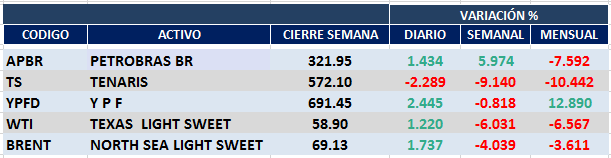 VARIACIÓN %
CODIGO ACTIVO CIERRE SEMANA DIARIO SEMANAL MENSUAL
APBR PETROBRAS BR 321.95 1.434 5.974 -7.592
TS TENARIS 572.10 -2.289 -9.140 -10.442
YPFD Y P F 691.45 2.445 -0.818 12.890
WTI TEXAS LIGHT SWEET 58.90 1.220 -6.031 -6.567
BRENT NORTH SEA LIGHT SWEET 69.13 1.737 -4.039 -3.611